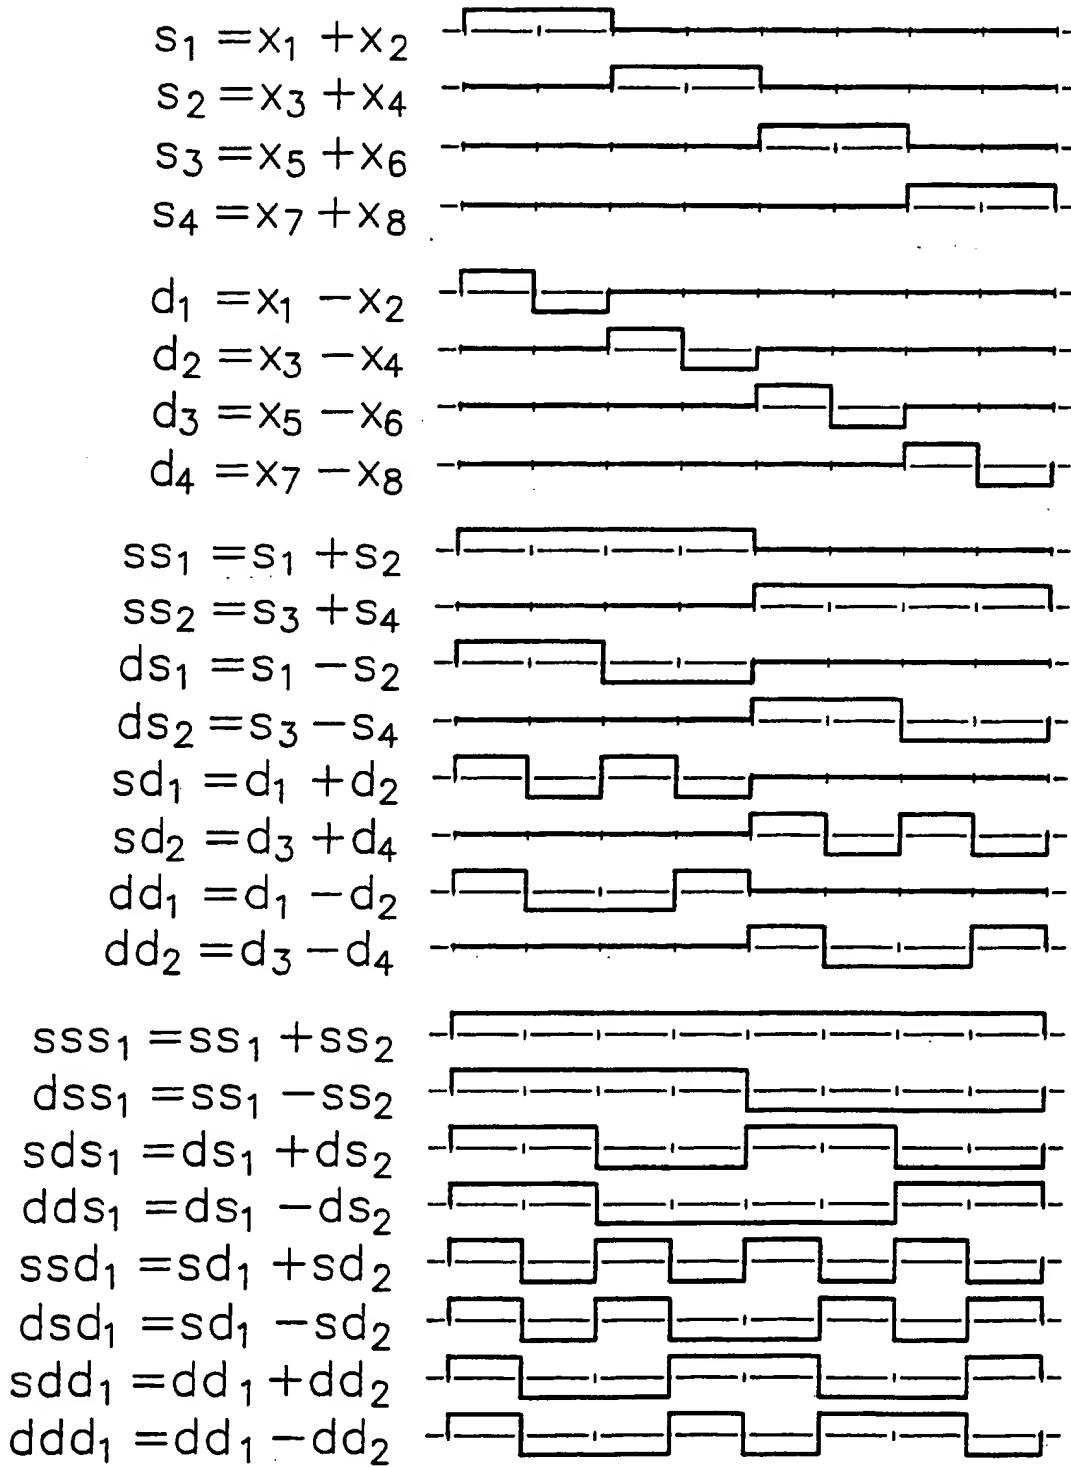 s₁ = x₁ + x₂
s₂ = x₃ + x₄
s₃ = x₅ + x₆
s₄ = x₇ + x₈
d₁ = x₁ − x₂
d₂ = x₃ − x₄
d₃ = x₅ − x₆
d₄ = x₇ − x₈
ss₁ = s₁ + s₂
ss₂ = s₃ + s₄
ds₁ = s₁ − s₂
ds₂ = s₃ − s₄
sd₁ = d₁ + d₂
sd₂ = d₃ + d₄
dd₁ = d₁ − d₂
dd₂ = d₃ − d₄
sss₁ = ss₁ + ss₂
dss₁ = ss₁ − ss₂
sds₁ = ds₁ + ds₂
dds₁ = ds₁ − ds₂
ssd₁ = sd₁ + sd₂
dsd₁ = sd₁ − sd₂
sdd₁ = dd₁ + dd₂
ddd₁ = dd₁ − dd₂